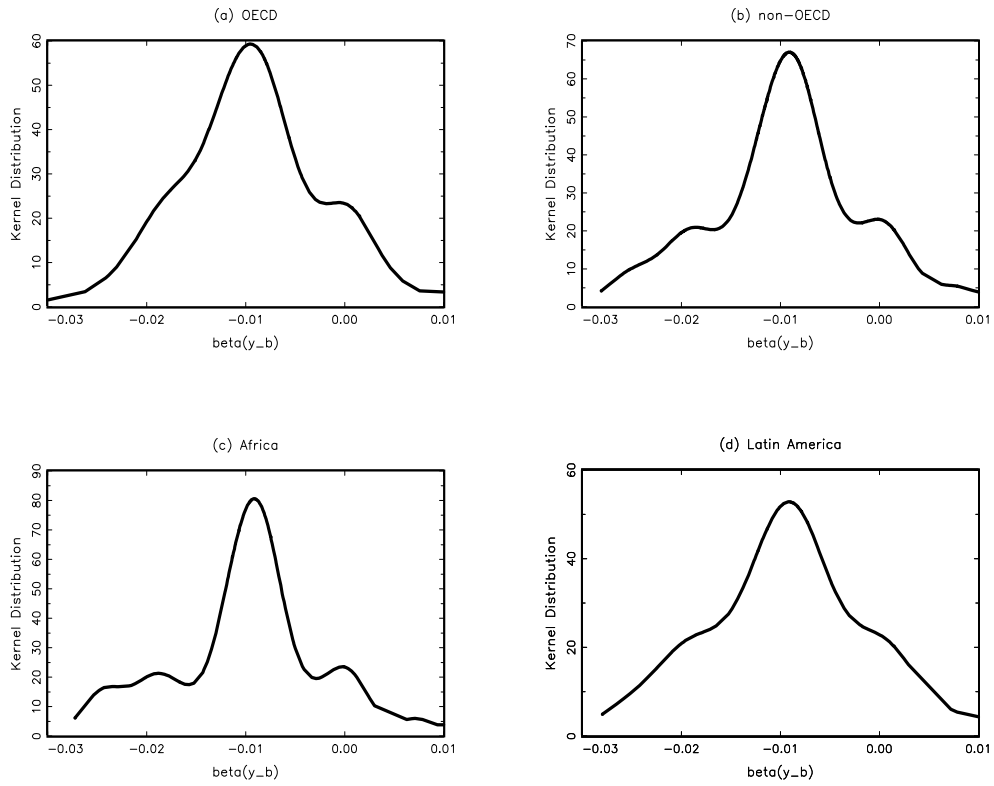 (a) OECD
Kernel Distribution
0 10 20 30 40 50 60
−0.03 −0.02 −0.01 0.00 0.01
beta(y_b)
(b) non−OECD
Kernel Distribution
0 10 20 30 40 50 60 70
−0.03 −0.02 −0.01 0.00 0.01
beta(y_b)
(c) Africa
Kernel Distribution
0 10 20 30 40 50 60 70 80 90
−0.03 −0.02 −0.01 0.00 0.01
beta(y_b)
(d) Latin America
Kernel Distribution
0 20 40 60
−0.03 −0.02 −0.01 0.00 0.01
beta(y_b)